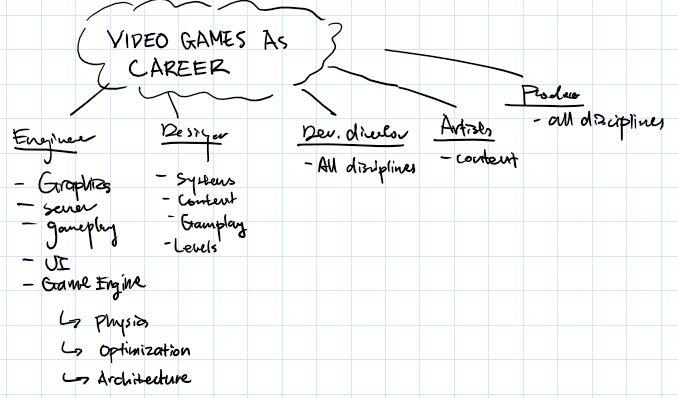 VIDEO GAMES AS
CAREER
Engineer
- Graphics
- server
- gameplay
- UI
- Game Engine
↳ Physics
↳ Optimization
↳ Architecture
Designer
- Systems
- Content
- Gamplay
- Levels
Dev. director
- All disciplines
Artists
- content
Producer
- all disciplines